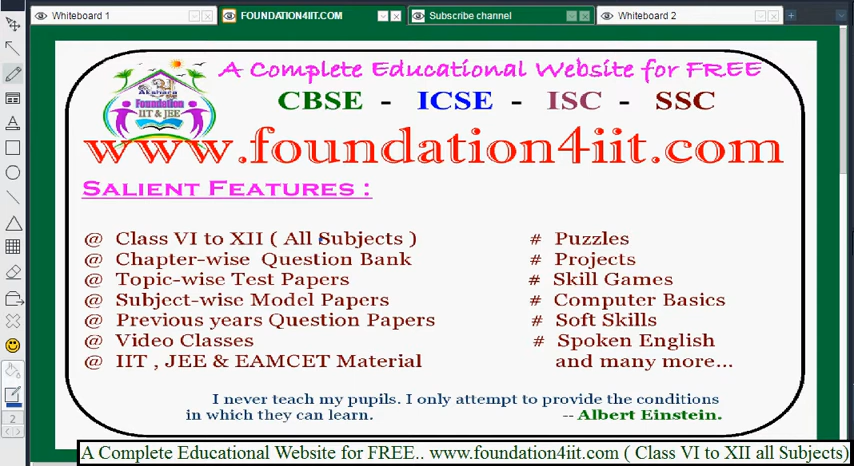 Whiteboard 1
FOUNDATION4IIT.COM
Subscribe channel
Whiteboard 2
A Complete Educational Website for FREE
Akshara
Foundation
IIT & JEE
CBSE - ICSE - ISC - SSC
www.foundation4iit.com
SALIENT FEATURES :
@ Class VI to XII ( All Subjects )
@ Chapter-wise Question Bank
@ Topic-wise Test Papers
@ Subject-wise Model Papers
@ Previous years Question Papers
@ Video Classes
@ IIT , JEE & EAMCET Material
# Puzzles
# Projects
# Skill Games
# Computer Basics
# Soft Skills
# Spoken English
and many more...
I never teach my pupils. I only attempt to provide the conditions
in which they can learn. -- Albert Einstein.
2
A Complete Educational Website for FREE.. www.foundation4iit.com ( Class VI to XII all Subjects)